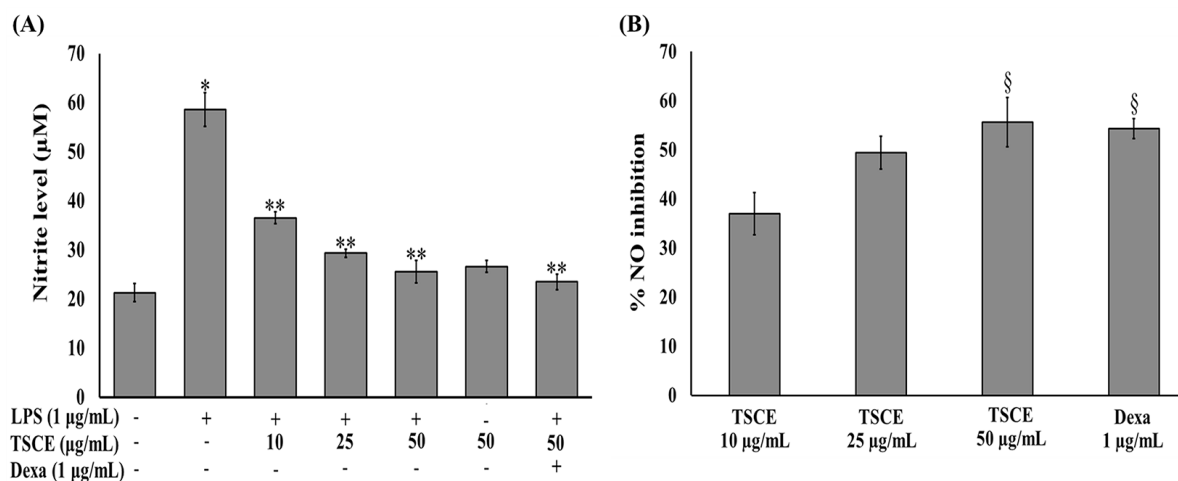 (A)
Nitrite level (µM)
70
60
50
40
30
20
10
0
*
**
**
**
**
LPS (1 µg/mL) - + + + + - +
TSCE (µg/mL) - - 10 25 50 50 50
Dexa (1 µg/mL) - - - - - - +
(B)
% NO inhibition
70
60
50
40
30
20
10
0
§
§
TSCE TSCE TSCE Dexa
10 µg/mL 25 µg/mL 50 µg/mL 1 µg/mL